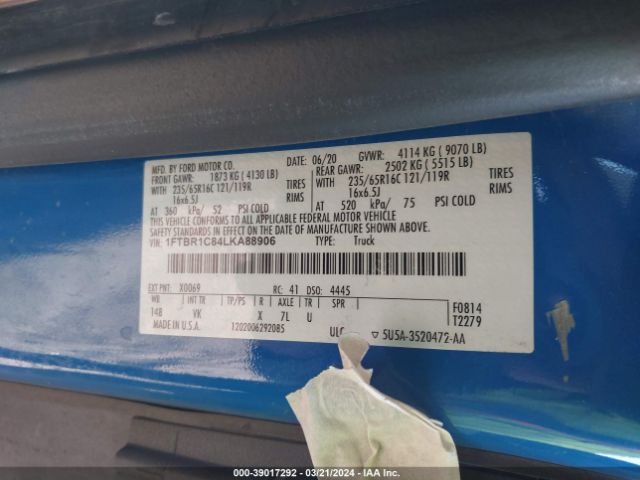 MFD. BY FORD MOTOR CO. DATE: 06/20 GVWR: 4114 KG ( 9070 LB)
FRONT GAWR: 1873 KG ( 4130 LB) REAR GAWR: 2502 KG ( 5515 LB)
WITH 235/65R16C 121/119R TIRES WITH 235/65R16C 121/119R TIRES
16x6.5J RIMS 16x6.5J RIMS
AT 360 kPa/ 52 PSI COLD AT 520 kPa/ 75 PSI COLD
THIS VEHICLE CONFORMS TO ALL APPLICABLE FEDERAL MOTOR VEHICLE
SAFETY STANDARDS IN EFFECT ON THE DATE OF MANUFACTURE SHOWN ABOVE.
VIN: 1FTBR1C84LKA88906 TYPE: Truck
EXT PNT: X0069 RC: 41 DSO: 4445
WB INT TR TP/PS R AXLE TR SPR F0814
148 VK X 7L U T2279
MADE IN U.S.A. 1202006292085 ULC 5U5A-3520472-AA
000-39017292 — 03/21/2024 — IAA Inc.